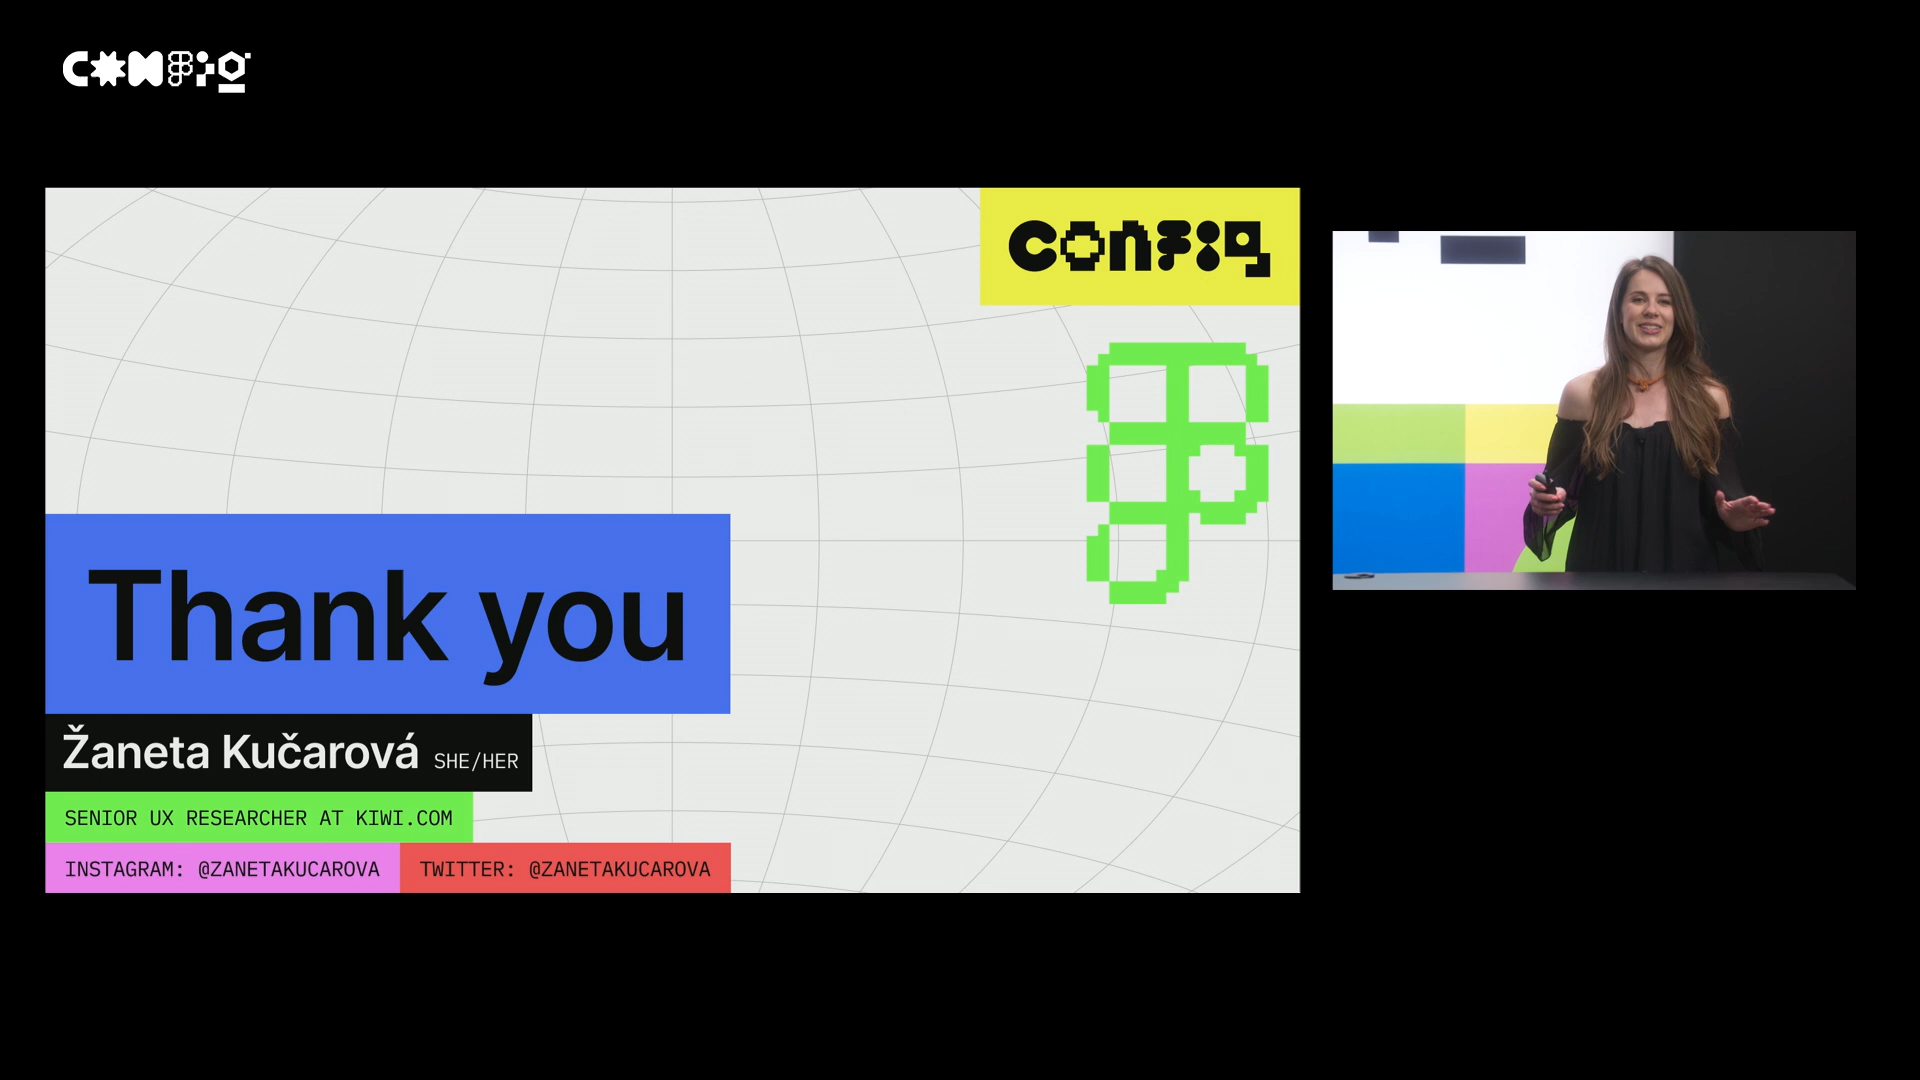 CONFIG
CONFIG
Thank you
Žaneta Kučarová SHE/HER
SENIOR UX RESEARCHER AT KIWI.COM
INSTAGRAM: @ZANETAKUCAROVA TWITTER: @ZANETAKUCAROVA